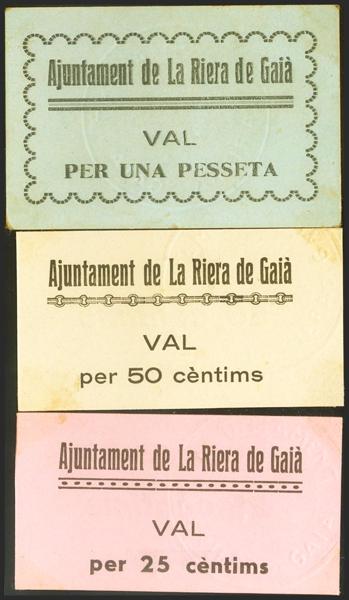 Ajuntament de La Riera de Gaià
VAL
PER UNA PESSETA
Ajuntament de La Riera de Gaià
VAL
per 50 cèntims
Ajuntament de La Riera de Gaià
VAL
per 25 cèntims